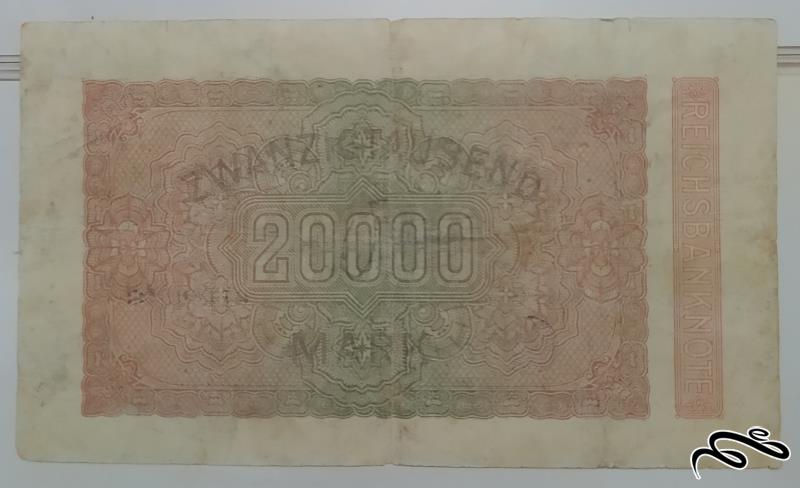 ZWANZIGTAUSEND
20000
MARK
REICHSBANKNOTE